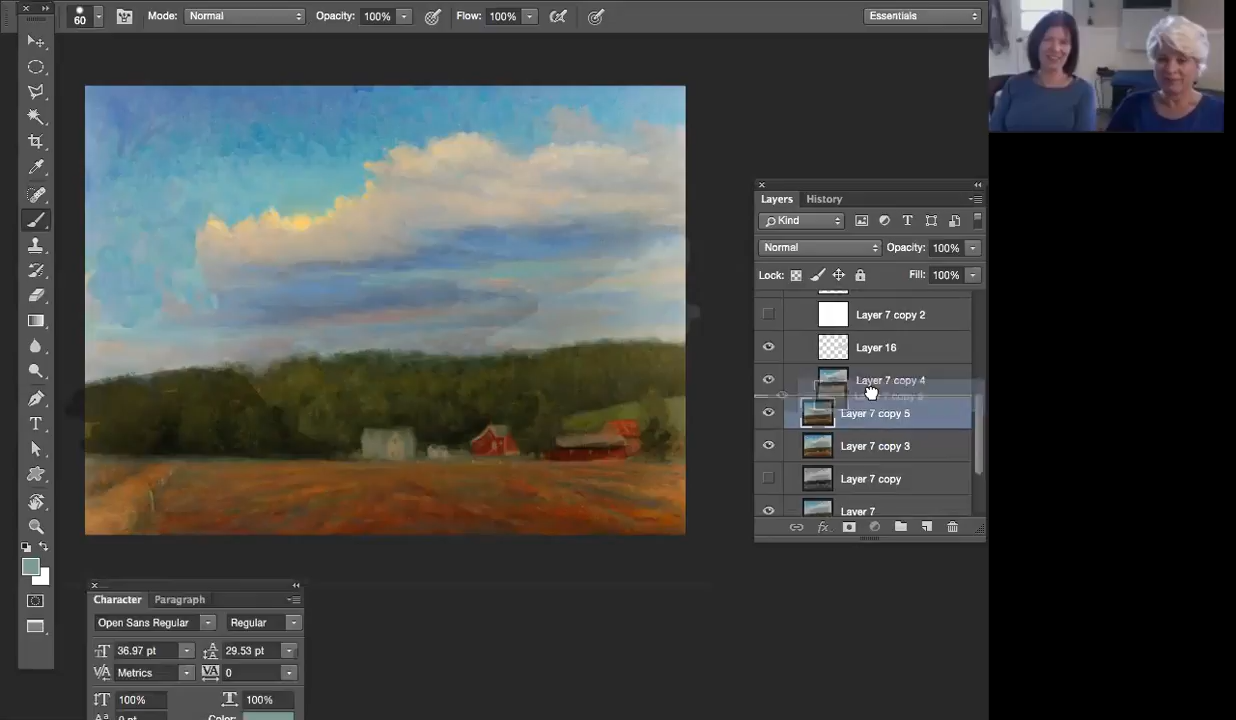 60 Mode: Normal Opacity: 100% Flow: 100% Essentials
Layers History
Kind
Normal Opacity: 100%
Lock: Fill: 100%
Layer 7 copy 2
Layer 16
Layer 7 copy 4
Layer 7 copy 5
Layer 7 copy 3
Layer 7 copy
Layer 7
fx
Character Paragraph
Open Sans Regular Regular
36.97 pt 29.53 pt
Metrics 0
100% 100%
0 pt Color: